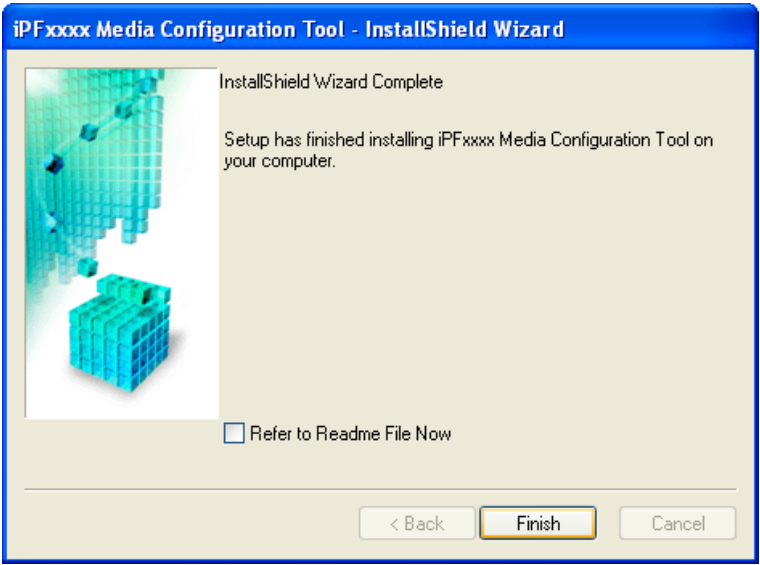 iPFxxxx Media Configuration Tool - InstallShield Wizard
InstallShield Wizard Complete
Setup has finished installing iPFxxxx Media Configuration Tool on
your computer.
Refer to Readme File Now
< Back Finish Cancel